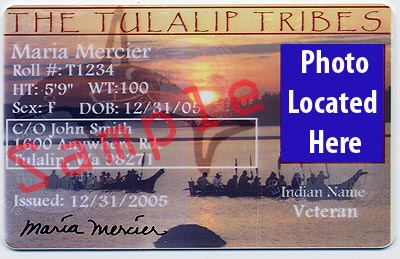 THE TULALIP TRIBES
Maria Mercier
Roll #: T1234
HT: 5'9" WT:100
Sex: F DOB: 12/31/05
C/O John Smith
1600 Anywhere Rd
Tulalip, Wa 98271
Issued: 12/31/2005
Maria Mercier
Sample
Photo
Located
Here
Indian Name
Veteran